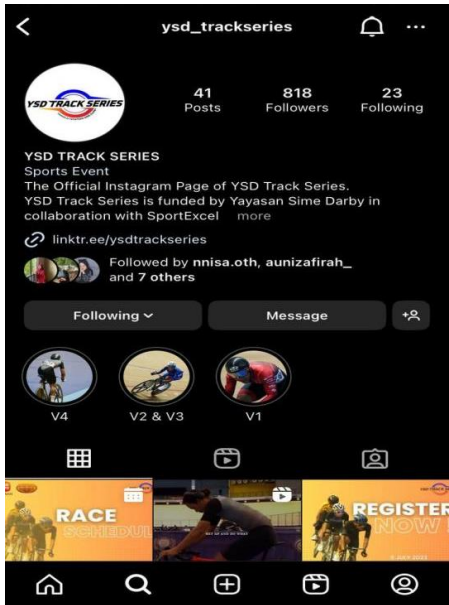 ysd_trackseries
YSD TRACK SERIES
41 818 23
Posts Followers Following
YSD TRACK SERIES
Sports Event
The Official Instagram Page of YSD Track Series.
YSD Track Series is funded by Yayasan Sime Darby in
collaboration with SportExcel more
linktr.ee/ysdtrackseries
Followed by nnisa.oth, aunizafirah_
and 7 others
Following Message
V4 V2 & V3 V1
RACE
SCHEDUL
REGISTER
NOW